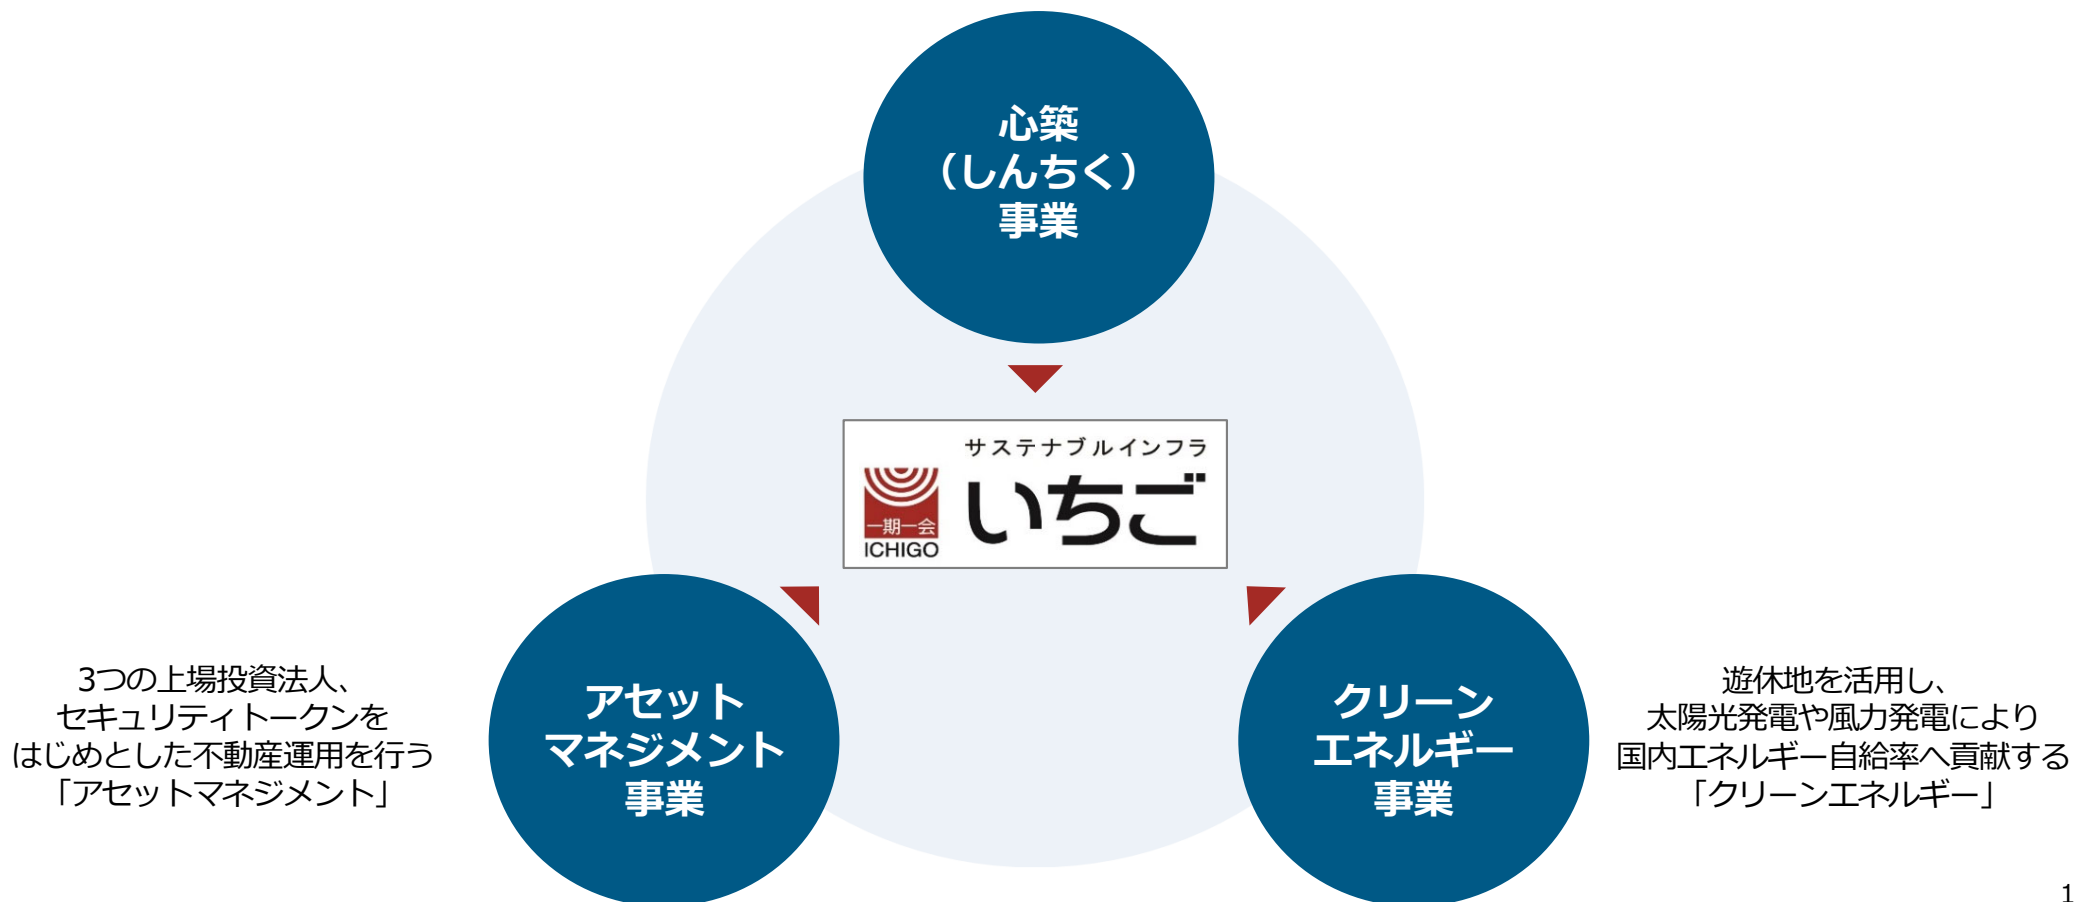 心築
（しんちく）
事業
サステナブルインフラ
いちご
一期一会
ICHIGO
3つの上場投資法人、
セキュリティトークンを
はじめとした不動産運用を行う
「アセットマネジメント」
アセット
マネジメント
事業
クリーン
エネルギー
事業
遊休地を活用し、
太陽光発電や風力発電により
国内エネルギー自給率へ貢献する
「クリーンエネルギー」
1